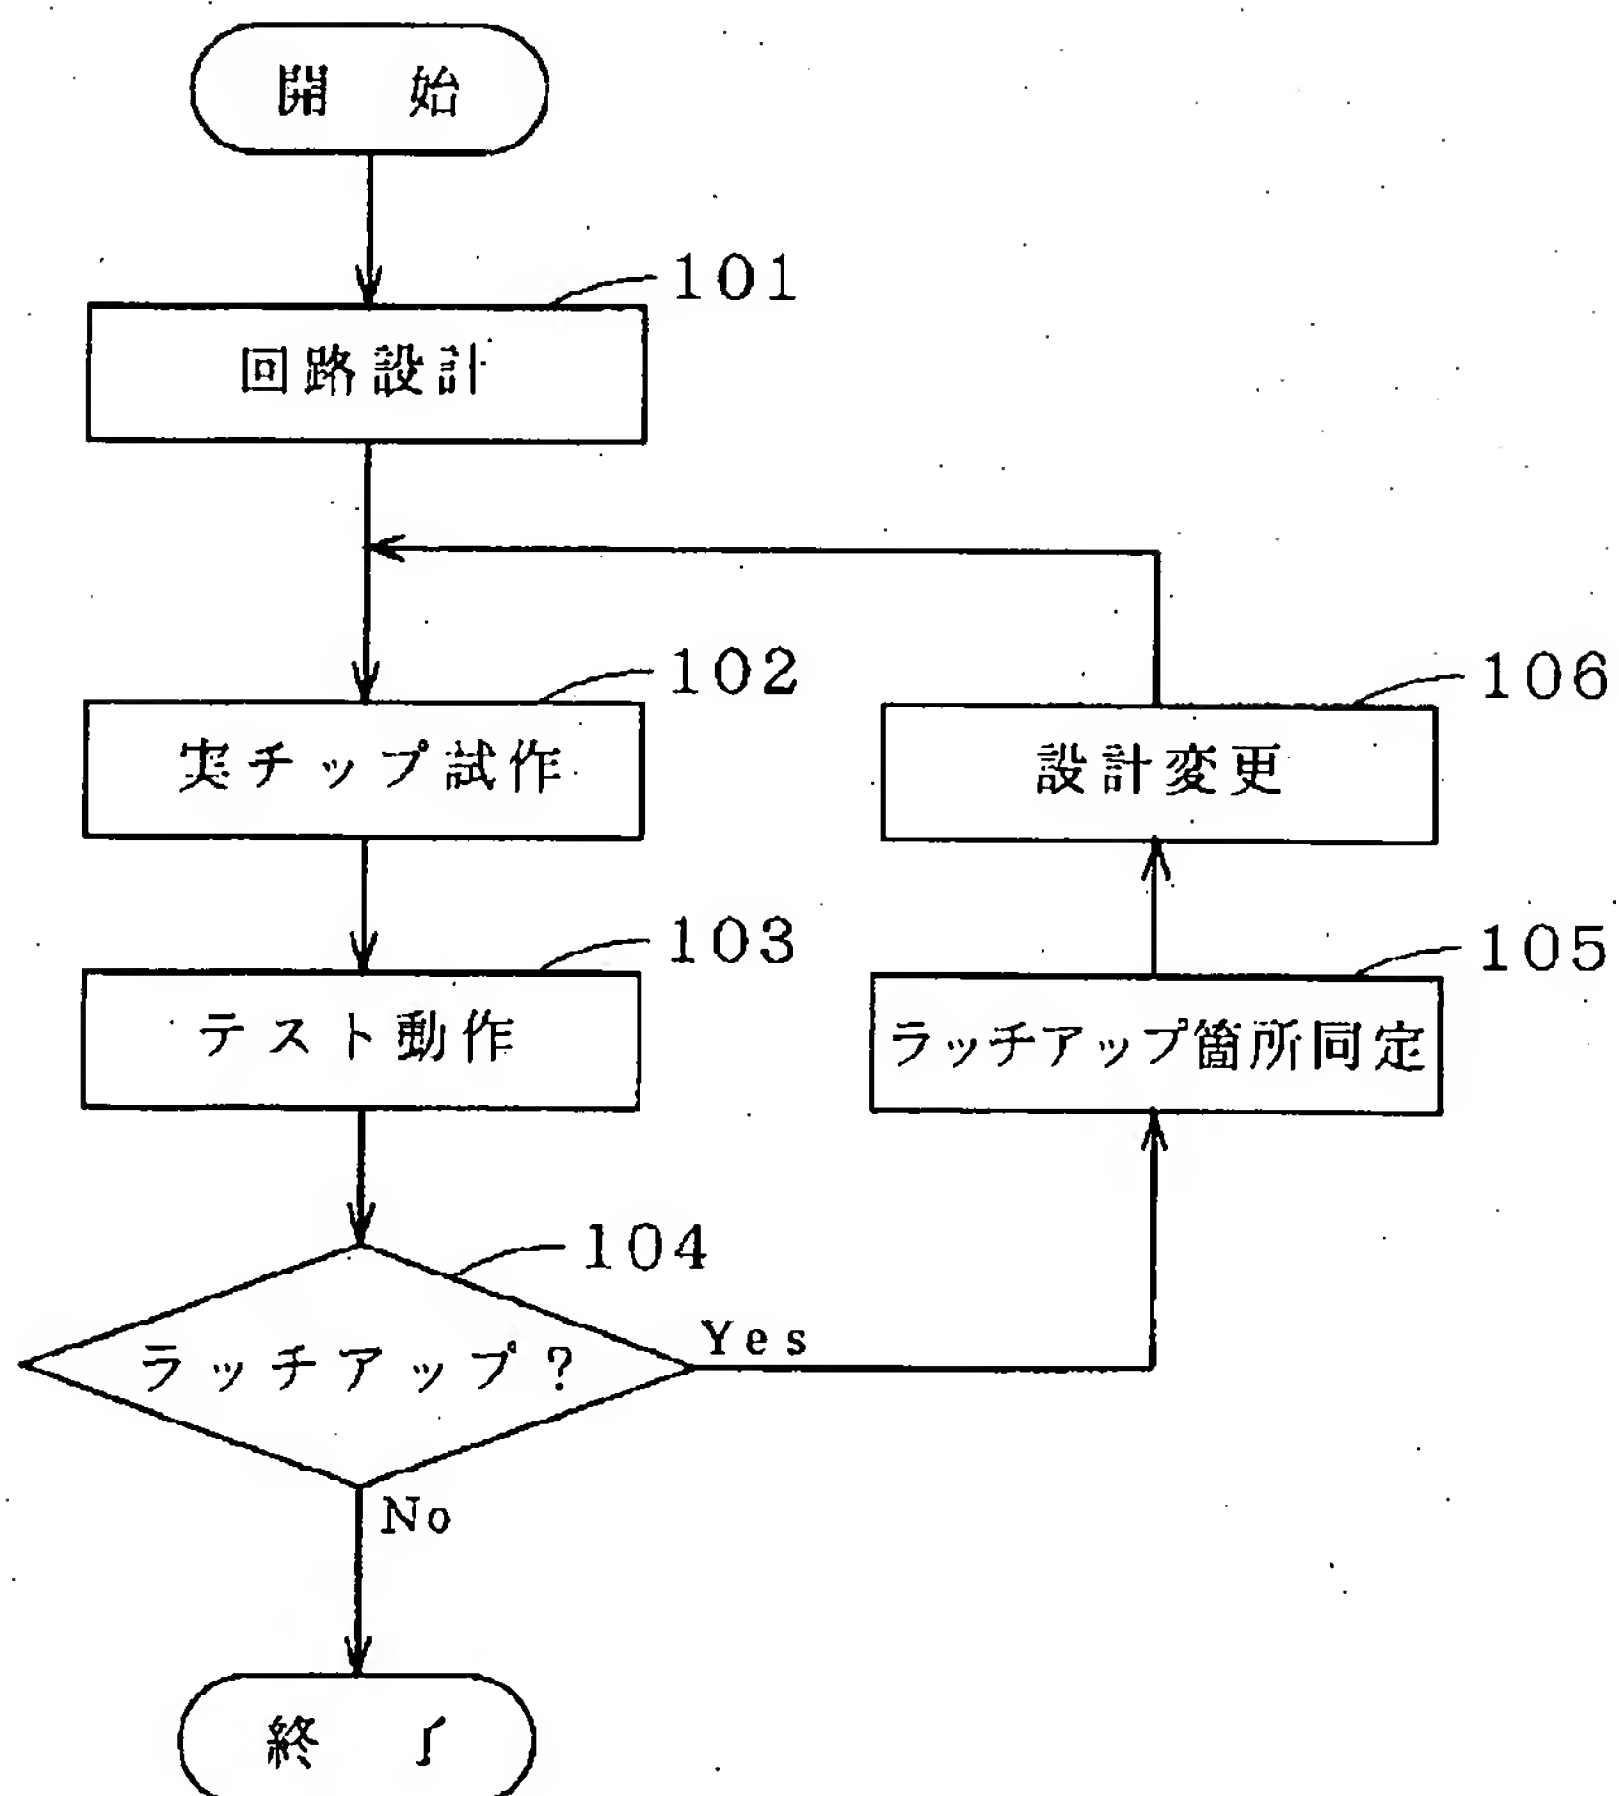 開 始
101
回路設計
102
実チップ試作
106
設計変更
103
テスト動作
105
ラッチアップ箇所同定
104
ラッチアップ?
Yes
No
終 了